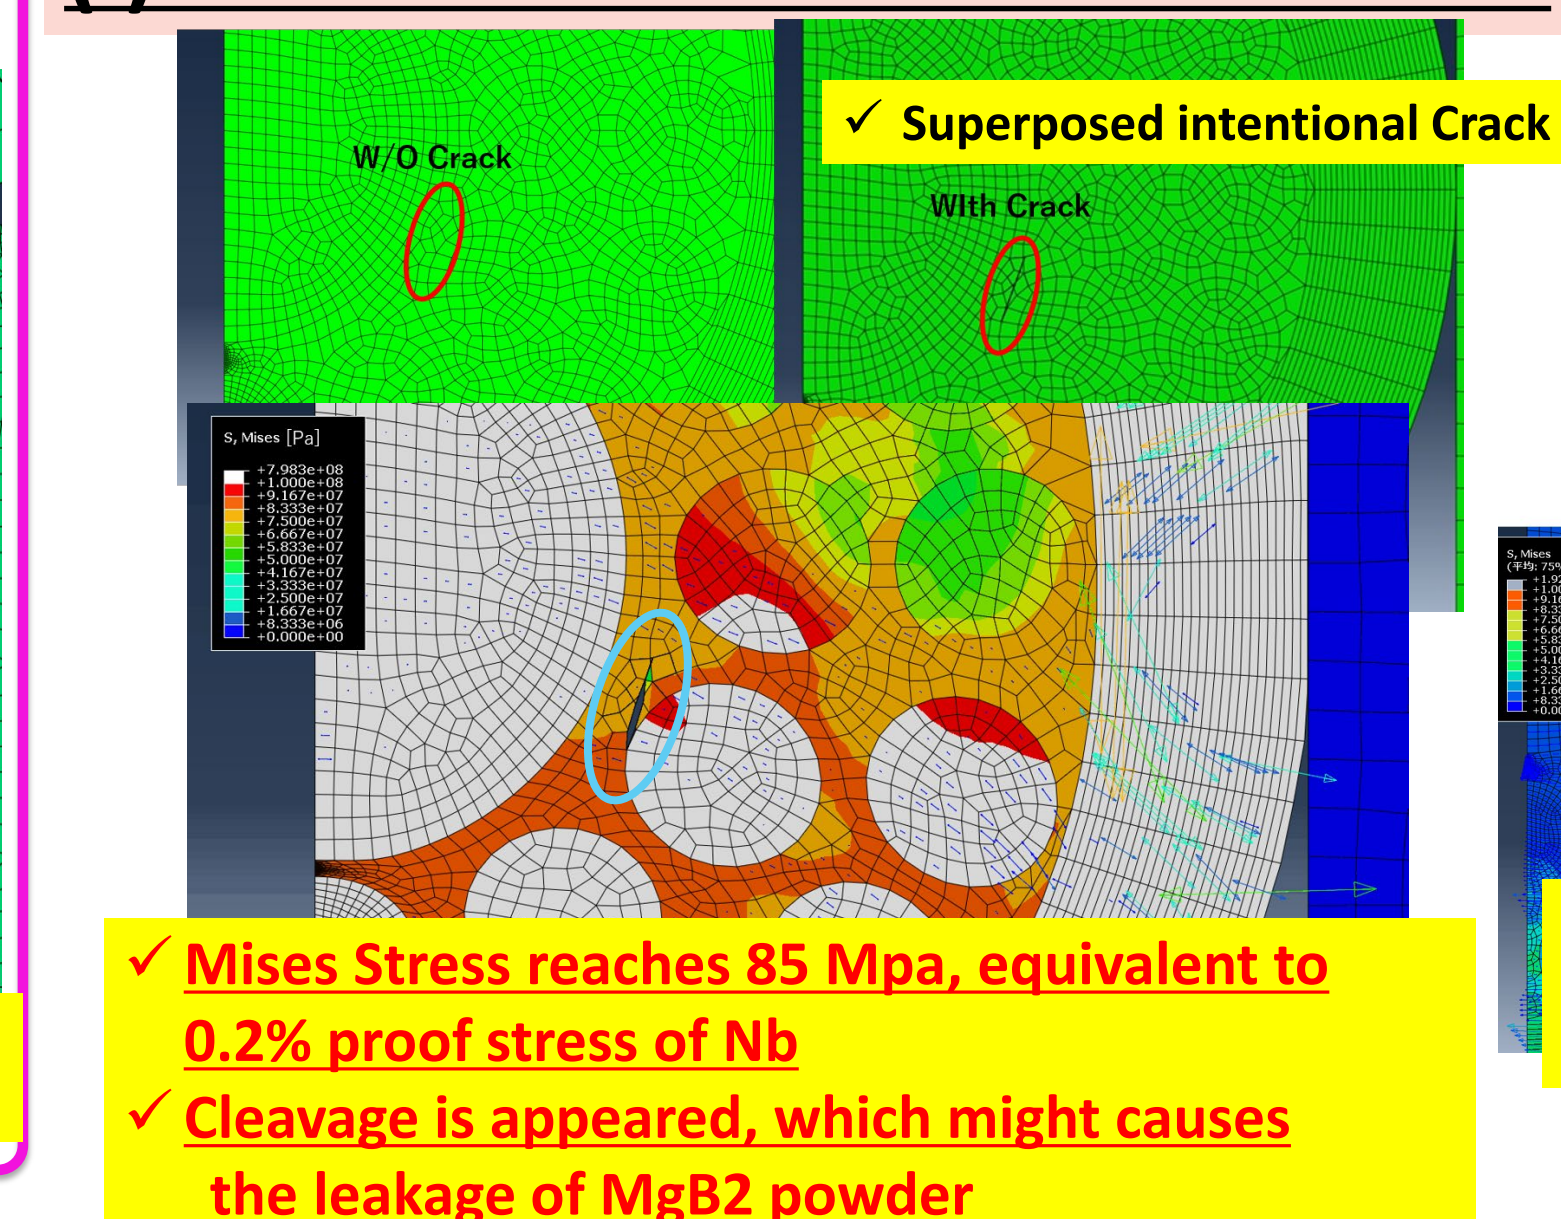 ✓ Superposed intentional Crack
W/O Crack
WIth Crack
S, Mises [Pa]
+7.983e+08
+1.000e+08
+9.167e+07
+8.333e+07
+7.500e+07
+6.667e+07
+5.833e+07
+5.000e+07
+4.167e+07
+3.333e+07
+2.500e+07
+1.667e+07
+8.333e+06
+0.000e+00
S, Mises
(平均: 75%
✓ Mises Stress reaches 85 Mpa, equivalent to
0.2% proof stress of Nb
✓ Cleavage is appeared, which might causes
the leakage of MgB2 powder